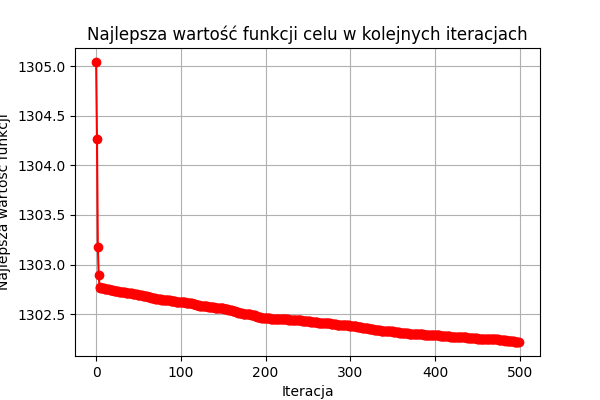 Najlepsza wartość funkcji celu w kolejnych iteracjach
1305.0
1304.5
1304.0
1303.5
1303.0
1302.5
Najlepsza wartość funkcji
0 100 200 300 400 500
Iteracja